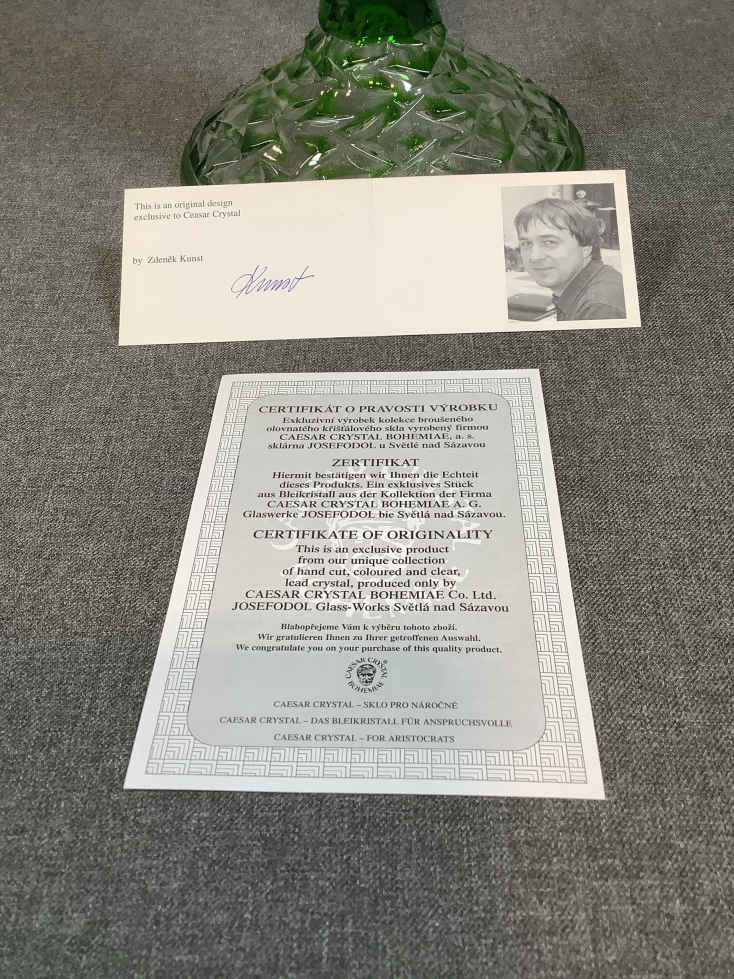 This is an original design
exclusive to Ceasar Crystal
by Zdeněk Kunst
Kunst
CERTIFIKÁT O PRAVOSTI VÝROBKU
Exkluzivní výrobek kolekce broušeného
olovnatého křišťálového skla vyrobený firmou
CAESAR CRYSTAL BOHEMIAE, a. s.
sklárna JOSEFODOL u Světlé nad Sázavou
ZERTIFIKAT
Hiermit bestätigen wir Ihnen die Echteit
dieses Produkts. Ein exklusives Stück
aus Bleikristall aus der Kollektion der Firma
CAESAR CRYSTAL BOHEMIAE A. G.
Glaswerke JOSEFODOL bie Světlá nad Sázavou.
CERTIFIKATE OF ORIGINALITY
This is an exclusive product
from our unique collection
of hand cut, coloured and clear,
lead crystal, produced only by
CAESAR CRYSTAL BOHEMIAE Co. Ltd.
JOSEFODOL Glass-Works Světlá nad Sázavou
Blahopřejeme Vám k výběru tohoto zboží.
Wir gratulieren Ihnen zu Ihrer getroffenen Auswahl.
We congratulate you on your purchase of this quality product.
CAESAR CRYSTAL ®
BOHEMIAE
CAESAR CRYSTAL – SKLO PRO NÁROČNÉ
CAESAR CRYSTAL – DAS BLEIKRISTALL FÜR ANSPRUCHSVOLLE
CAESAR CRYSTAL – FOR ARISTOCRATS